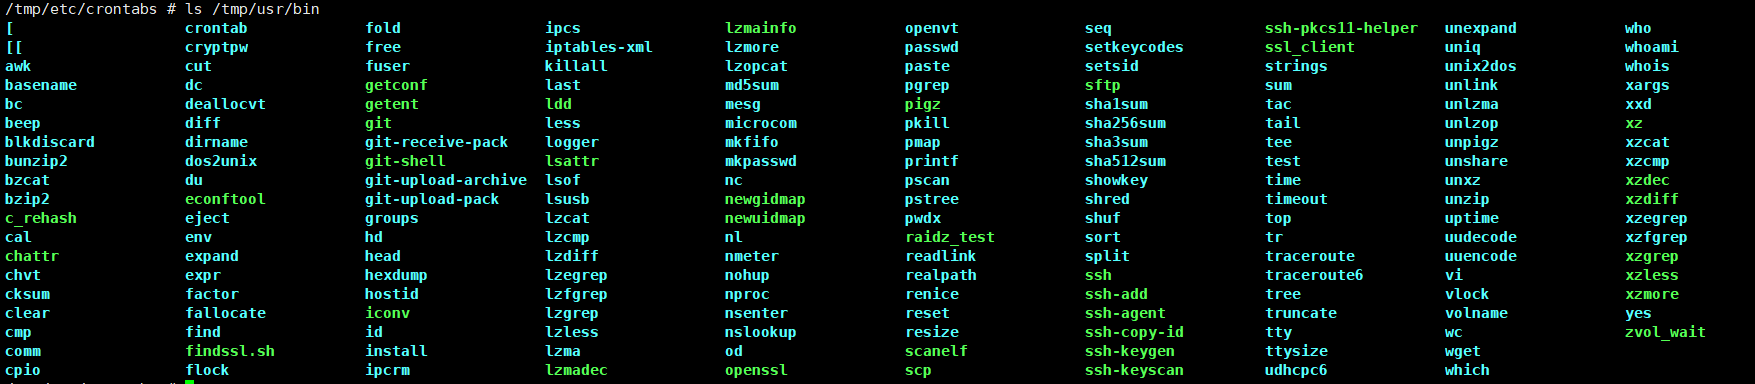 /tmp/etc/crontabs # ls /tmp/usr/bin
[ crontab fold ipcs lzmainfo openvt seq ssh-pkcs11-helper unexpand who
[[ cryptpw free iptables-xml lzmore passwd setkeycodes ssl_client uniq whoami
awk cut fuser killall lzopcat paste setsid strings unix2dos whois
basename dc getconf last md5sum pgrep sftp sum unlink xargs
bc deallocvt getent ldd mesg pigz sha1sum tac unlzma xxd
beep diff git less microcom pkill sha256sum tail unlzop xz
blkdiscard dirname git-receive-pack logger mkfifo pmap sha3sum tee unpigz xzcat
bunzip2 dos2unix git-shell lsattr mkpasswd printf sha512sum test unshare xzcmp
bzcat du git-upload-archive lsof nc pscan showkey time unxz xzdec
bzip2 econftool git-upload-pack lsusb newgidmap pstree shred timeout unzip xzdiff
c_rehash eject groups lzcat newuidmap pwdx shuf top uptime xzegrep
cal env hd lzcmp nl raidz_test sort tr uudecode xzfgrep
chattr expand head lzdiff nmeter readlink split traceroute uuencode xzgrep
chvt expr hexdump lzegrep nohup realpath ssh traceroute6 vi xzless
cksum factor hostid lzfgrep nproc renice ssh-add tree vlock xzmore
clear fallocate iconv lzgrep nsenter reset ssh-agent truncate volname yes
cmp find id lzless nslookup resize ssh-copy-id tty wc zvol_wait
comm findssl.sh install lzma od scanelf ssh-keygen ttysize wget
cpio flock ipcrm lzmadec openssl scp ssh-keyscan udhcpc6 which